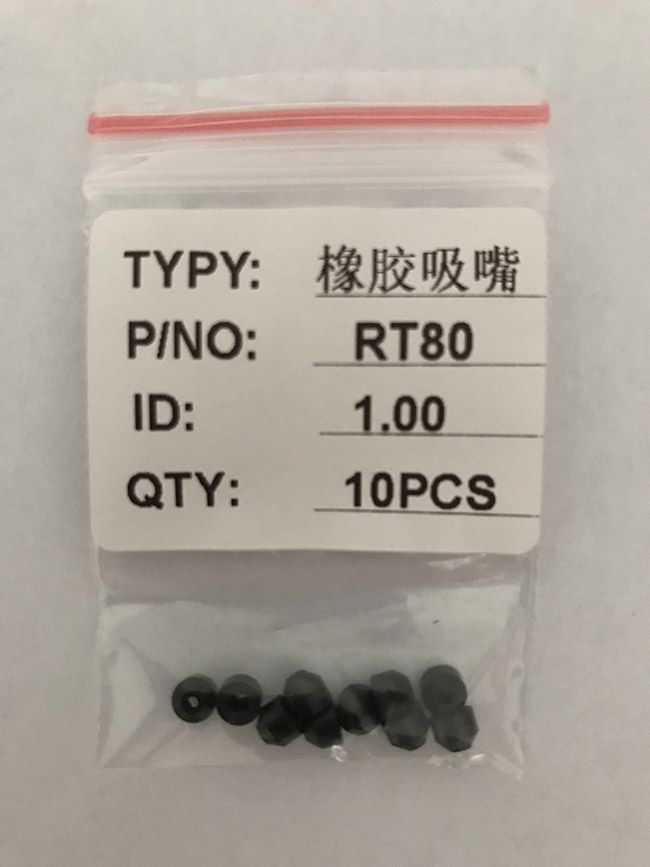 TYPY: 橡胶吸嘴
P/NO: RT80
ID: 1.00
QTY: 10PCS